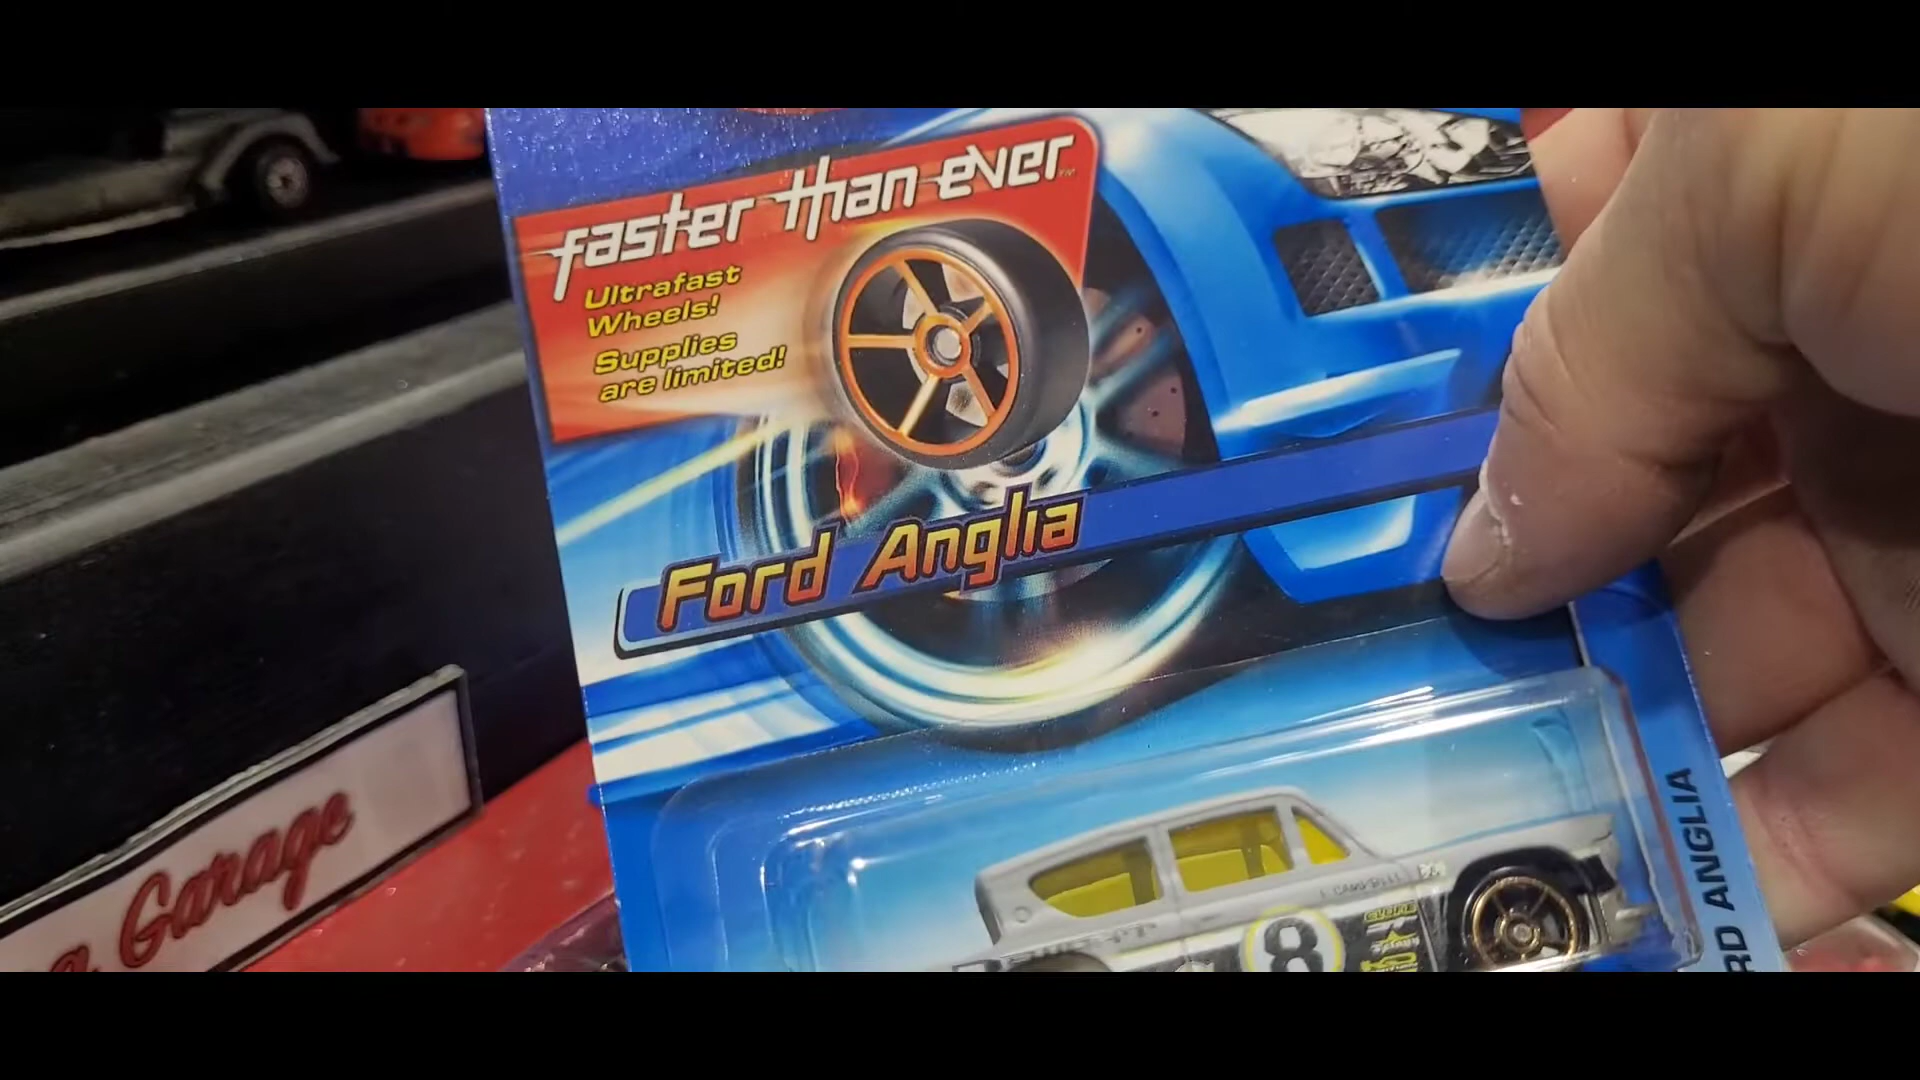 faster than ever™
Ultrafast
Wheels!
Supplies
are limited!
Ford Anglia
Garage
8
RD ANGLIA